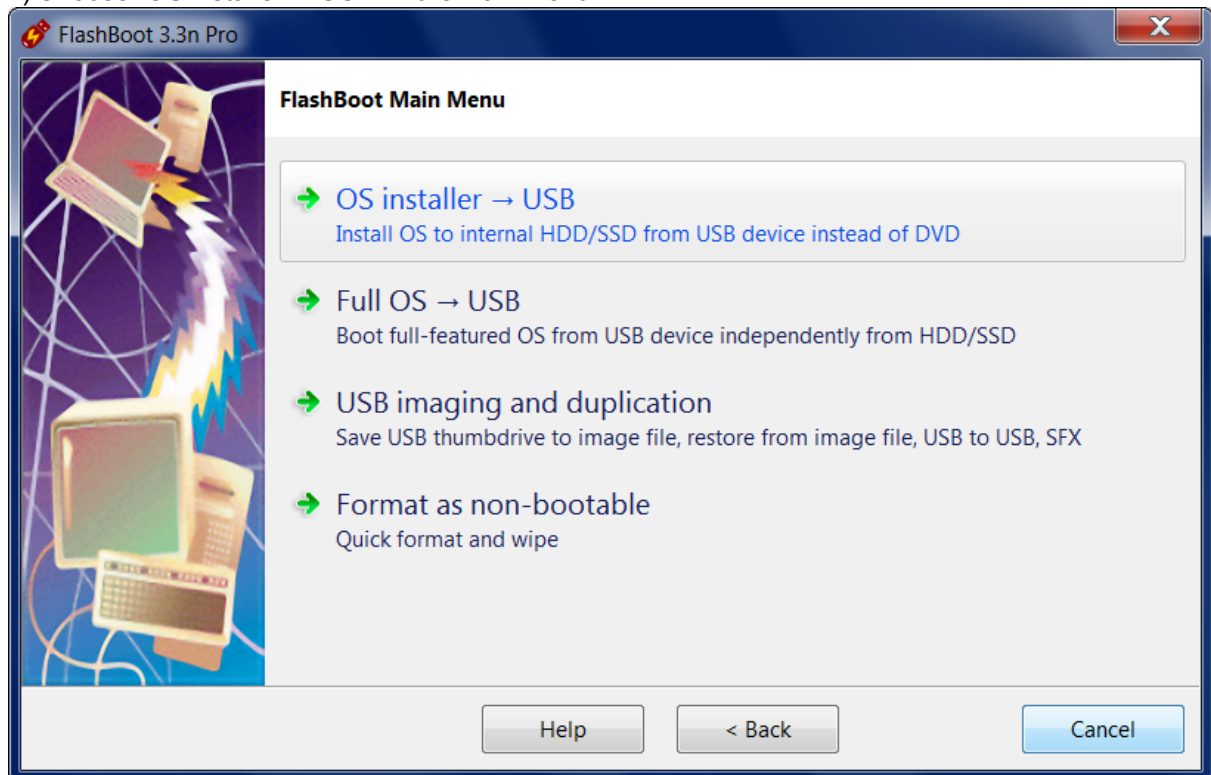 FlashBoot 3.3n Pro
FlashBoot Main Menu
OS installer → USB
Install OS to internal HDD/SSD from USB device instead of DVD
Full OS → USB
Boot full-featured OS from USB device independently from HDD/SSD
USB imaging and duplication
Save USB thumbdrive to image file, restore from image file, USB to USB, SFX
Format as non-bootable
Quick format and wipe
Help
< Back
Cancel